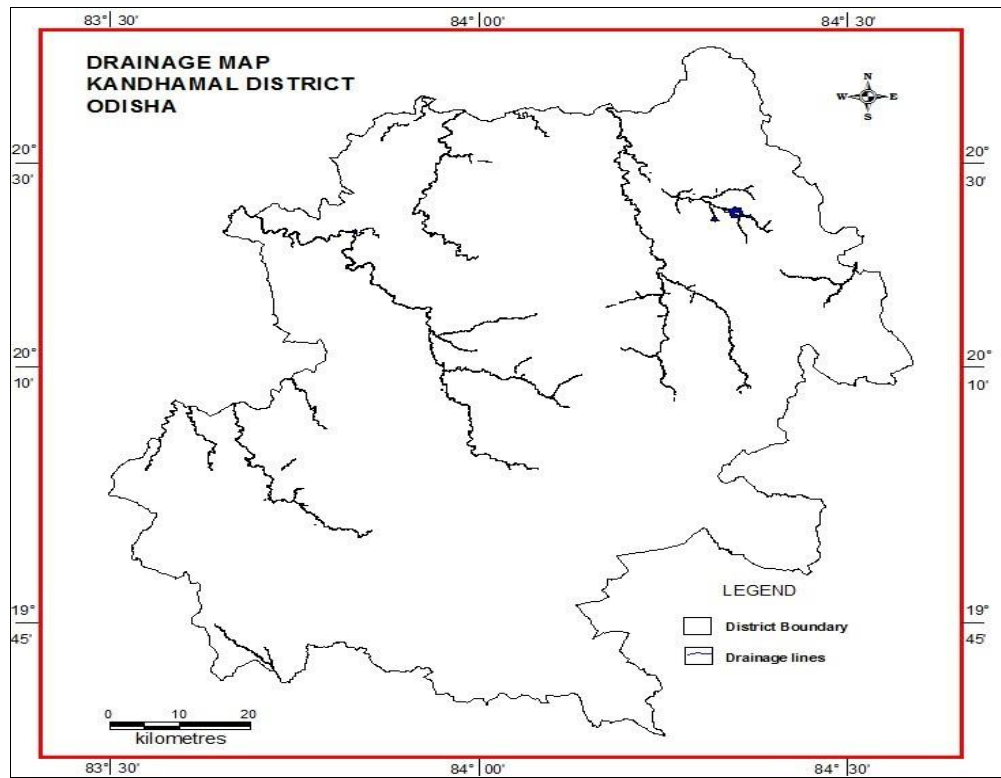 83° 30'
84° 00'
84° 30'
DRAINAGE MAP
KANDHAMAL DISTRICT
ODISHA
N
W E
S
20°
30'
20°
30'
20°
10'
20°
10'
LEGEND
District Boundary
Drainage lines
19°
45'
19°
45'
0 10 20
kilometres
83° 30'
84° 00'
84° 30'